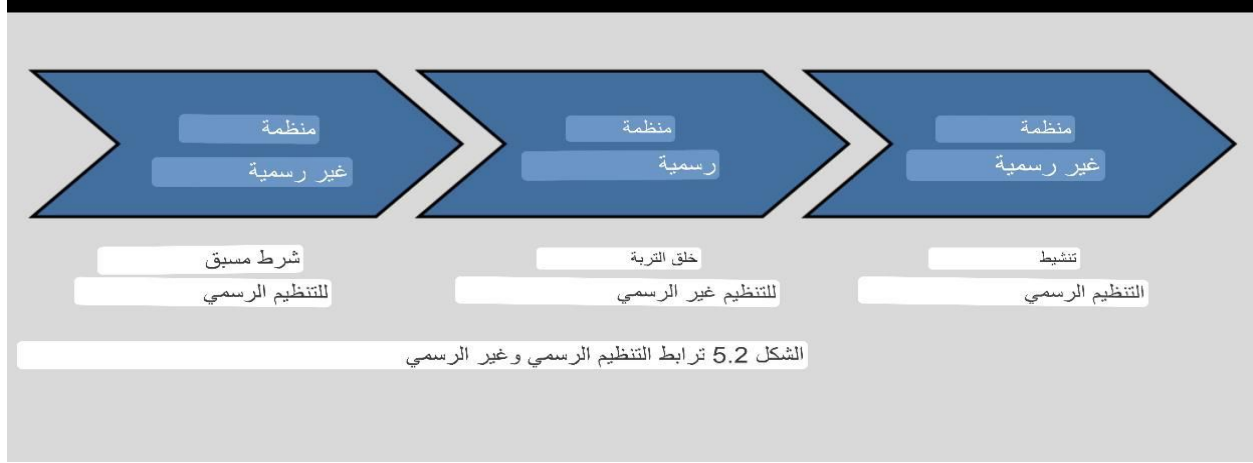 منظمة
غير رسمية
منظمة
رسمية
منظمة
غير رسمية
شرط مسبق
للتنظيم الرسمي
خلق التربة
للتنظيم غير الرسمي
تنشيط
التنظيم الرسمي
الشكل 5.2 ترابط التنظيم الرسمي وغير الرسمي